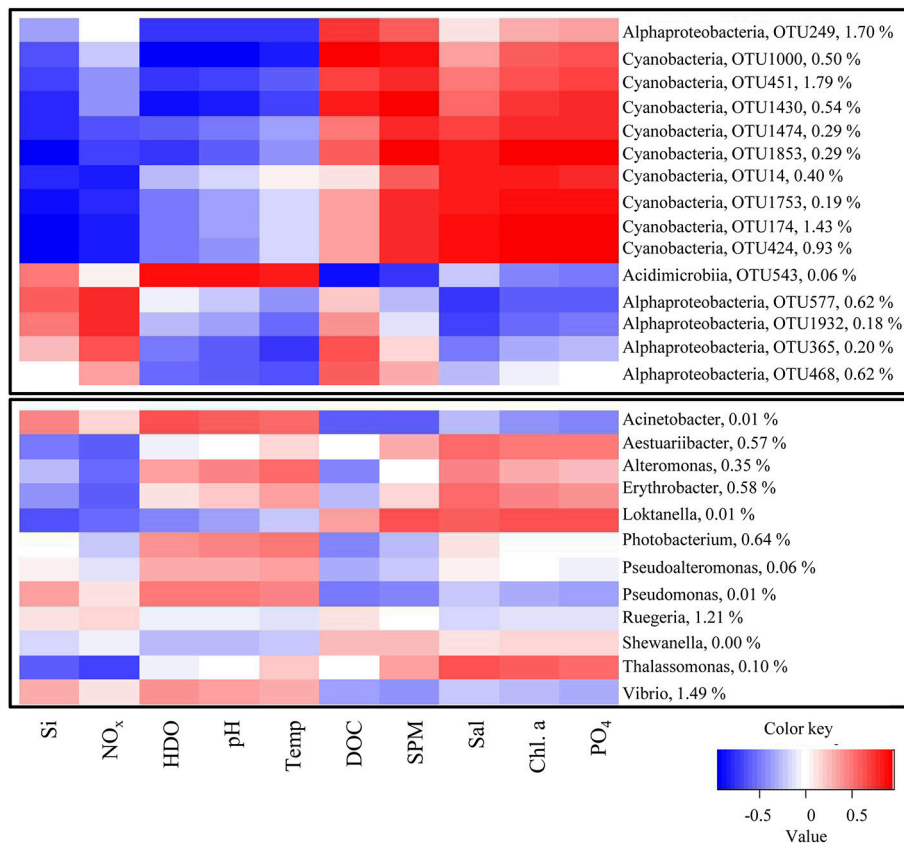 Alphaproteobacteria, OTU249, 1.70 %
Cyanobacteria, OTU1000, 0.50 %
Cyanobacteria, OTU451, 1.79 %
Cyanobacteria, OTU1430, 0.54 %
Cyanobacteria, OTU1474, 0.29 %
Cyanobacteria, OTU1853, 0.29 %
Cyanobacteria, OTU14, 0.40 %
Cyanobacteria, OTU1753, 0.19 %
Cyanobacteria, OTU174, 1.43 %
Cyanobacteria, OTU424, 0.93 %
Acidimicrobiia, OTU543, 0.06 %
Alphaproteobacteria, OTU577, 0.62 %
Alphaproteobacteria, OTU1932, 0.18 %
Alphaproteobacteria, OTU365, 0.20 %
Alphaproteobacteria, OTU468, 0.62 %
Acinetobacter, 0.01 %
Aestuariibacter, 0.57 %
Alteromonas, 0.35 %
Erythrobacter, 0.58 %
Loktanella, 0.01 %
Photobacterium, 0.64 %
Pseudoalteromonas, 0.06 %
Pseudomonas, 0.01 %
Ruegeria, 1.21 %
Shewanella, 0.00 %
Thalassomonas, 0.10 %
Vibrio, 1.49 %
Si
NOx
HDO
pH
Temp
DOC
SPM
Sal
Chl. a
PO4
Color key
-0.5 0 0.5
Value